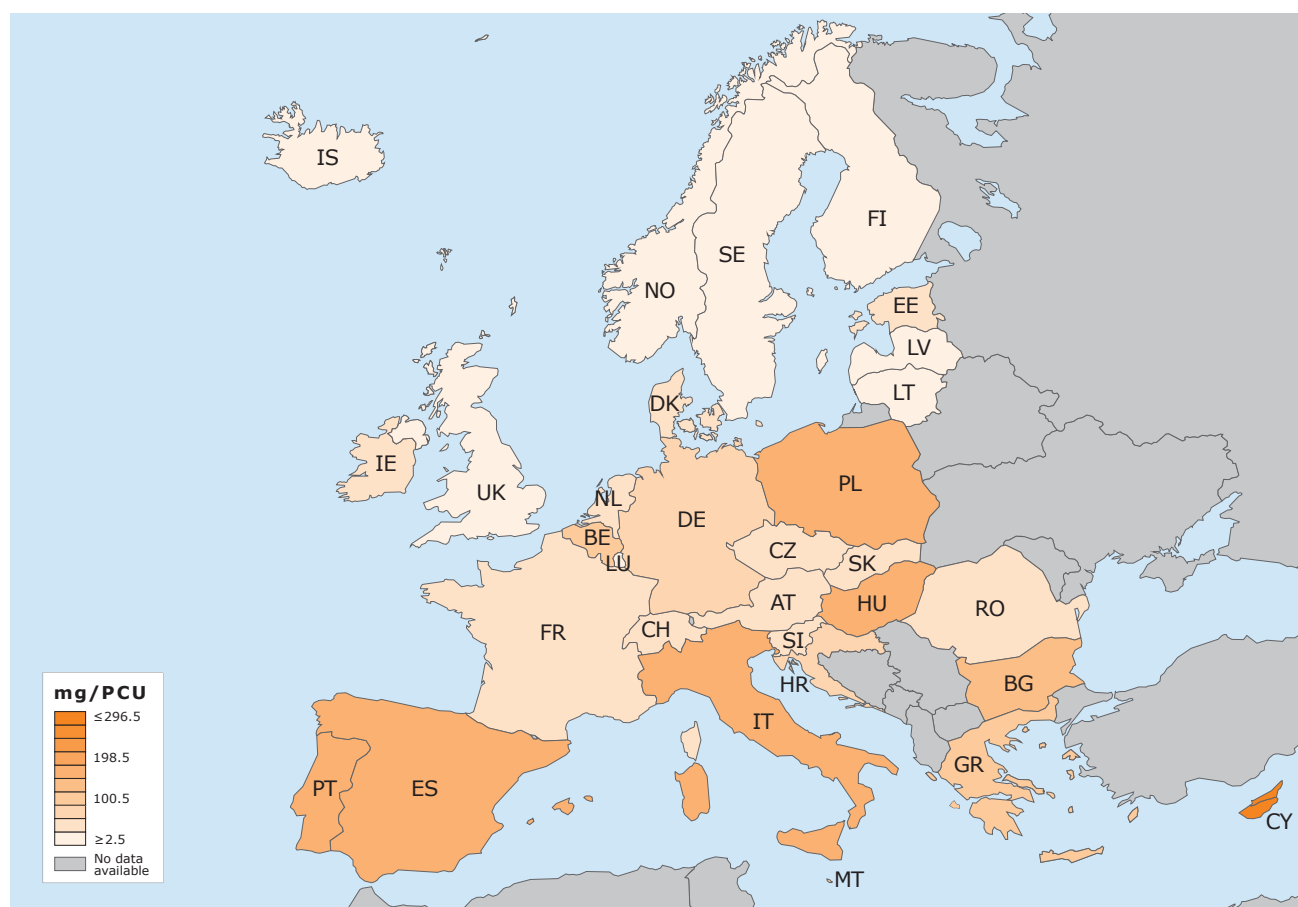 IS
FI
SE
NO
EE
LV
LT
DK
IE
UK
NL
PL
DE
BE
LU
CZ
SK
AT
HU
RO
FR
CH
SI
HR
BG
IT
PT
ES
GR
CY
MT
mg/PCU
≤296.5
198.5
100.5
≥2.5
No data
available